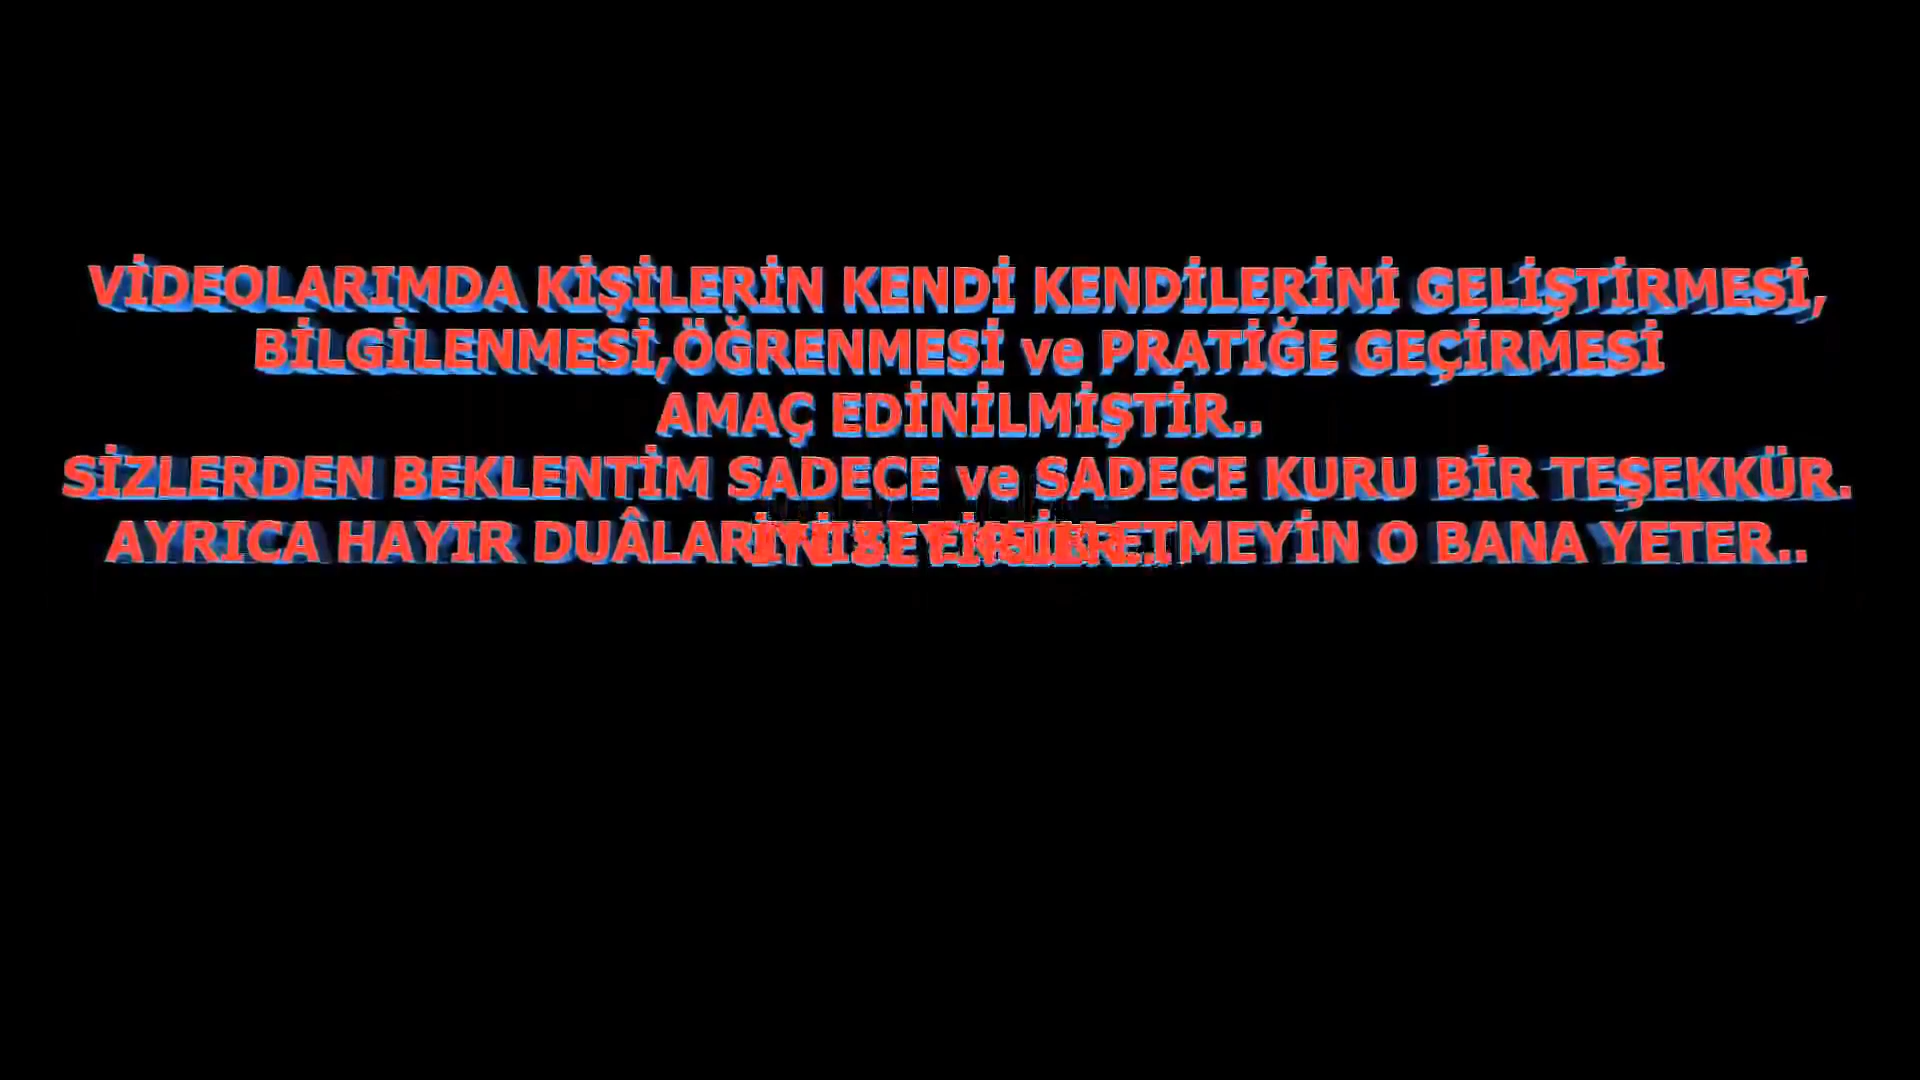 VİDEOLARIMDA KİŞİLERİN KENDİ KENDİLERİNİ GELİŞTİRMESİ,
BİLGİLENMESİ,ÖĞRENMESİ ve PRATİĞE GEÇİRMESİ
AMAÇ EDİNİLMİŞTİR..
SİZLERDEN BEKLENTİM SADECE ve SADECE KURU BİR TEŞEKKÜR.
AYRICA HAYIR O BANA YETER..